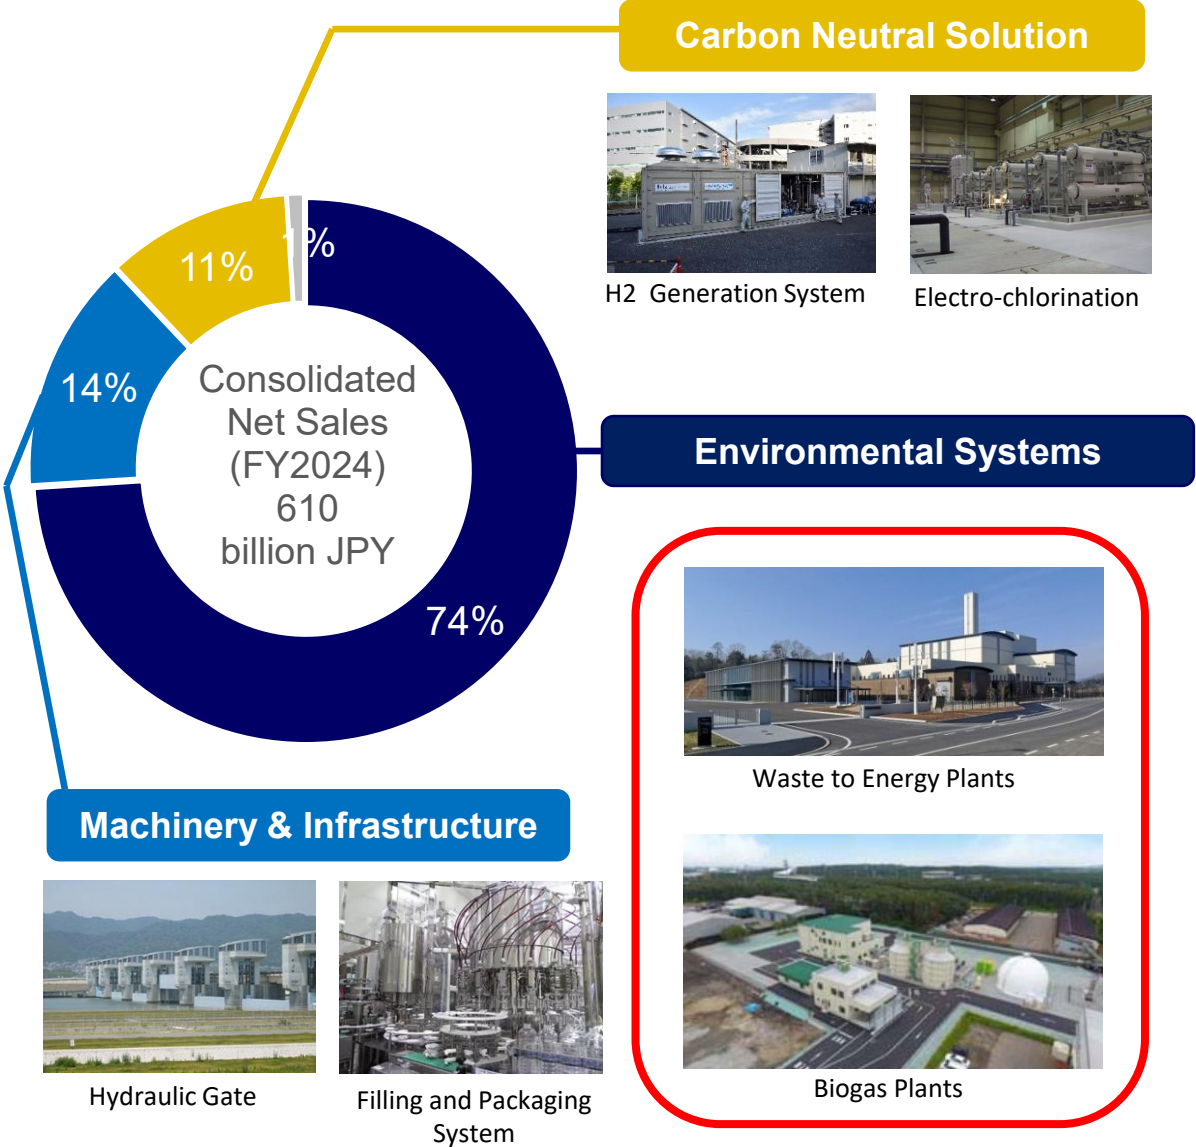 Carbon Neutral Solution
H2 Generation System
Electro-chlorination
11%
1%
14%
Consolidated
Net Sales
(FY2024)
610
billion JPY
74%
Environmental Systems
Waste to Energy Plants
Biogas Plants
Machinery & Infrastructure
Hydraulic Gate
Filling and Packaging
System